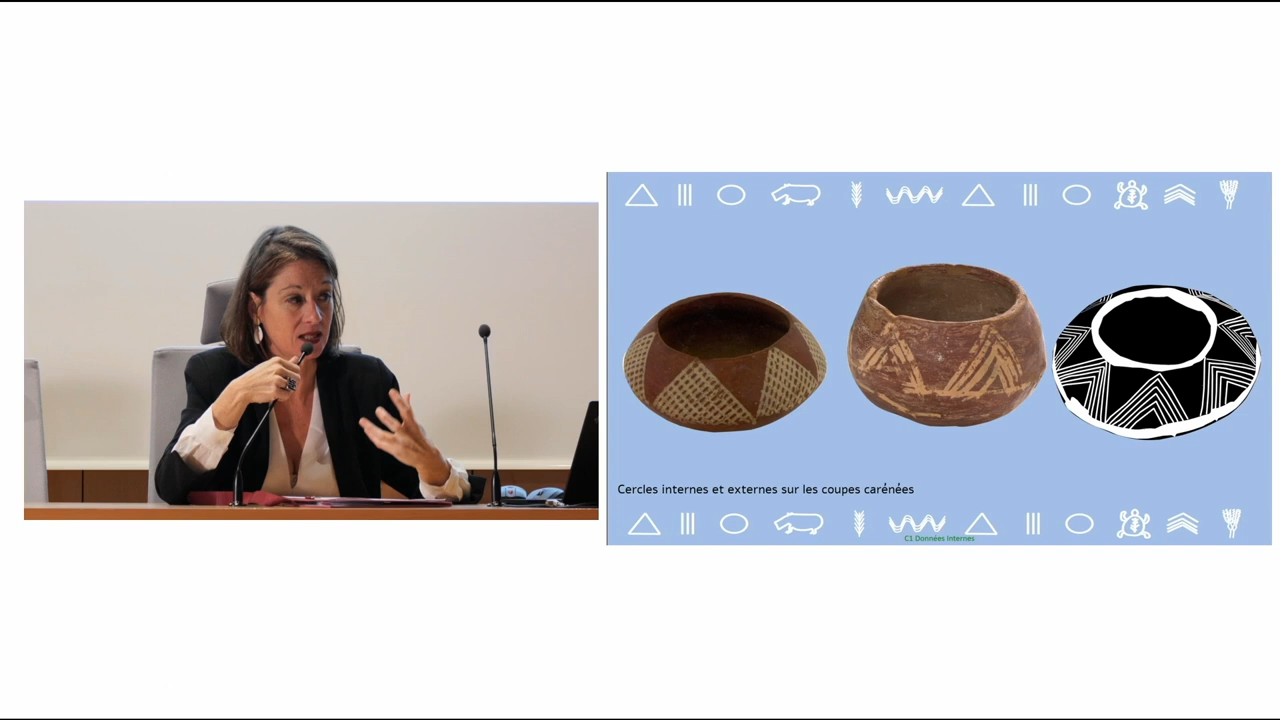 Cercles internes et externes sur les coupes carénées
C1 Données Internes